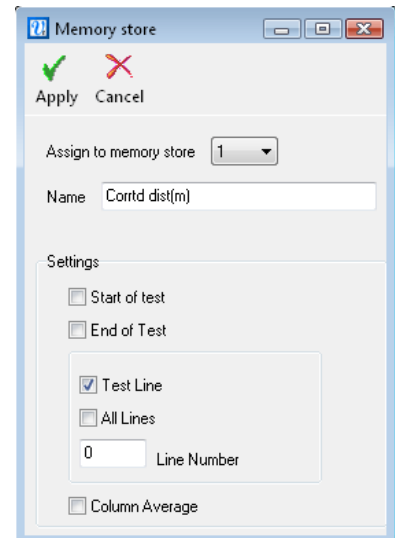 Memory store
Apply Cancel
Assign to memory store 1
Name Corrtd dist(m)
Settings
Start of test
End of Test
Test Line
All Lines
0 Line Number
Column Average